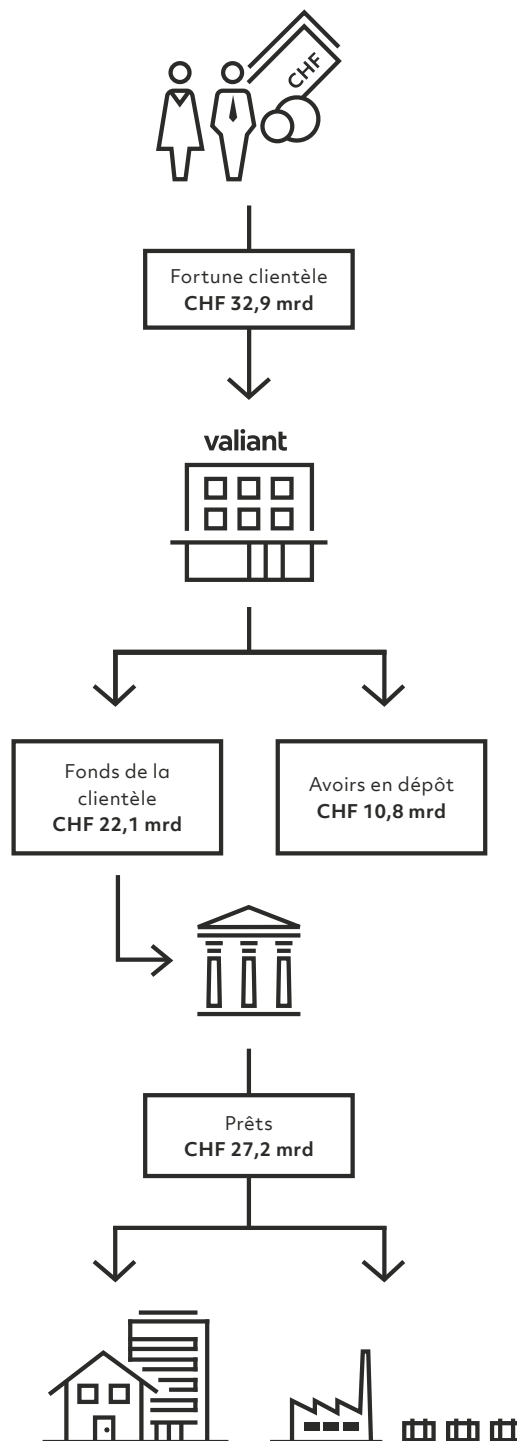 CHF
Fortune clientèle
CHF 32,9 mrd
valiant
Fonds de la
clientèle
CHF 22,1 mrd
Avoirs en dépôt
CHF 10,8 mrd
Prêts
CHF 27,2 mrd